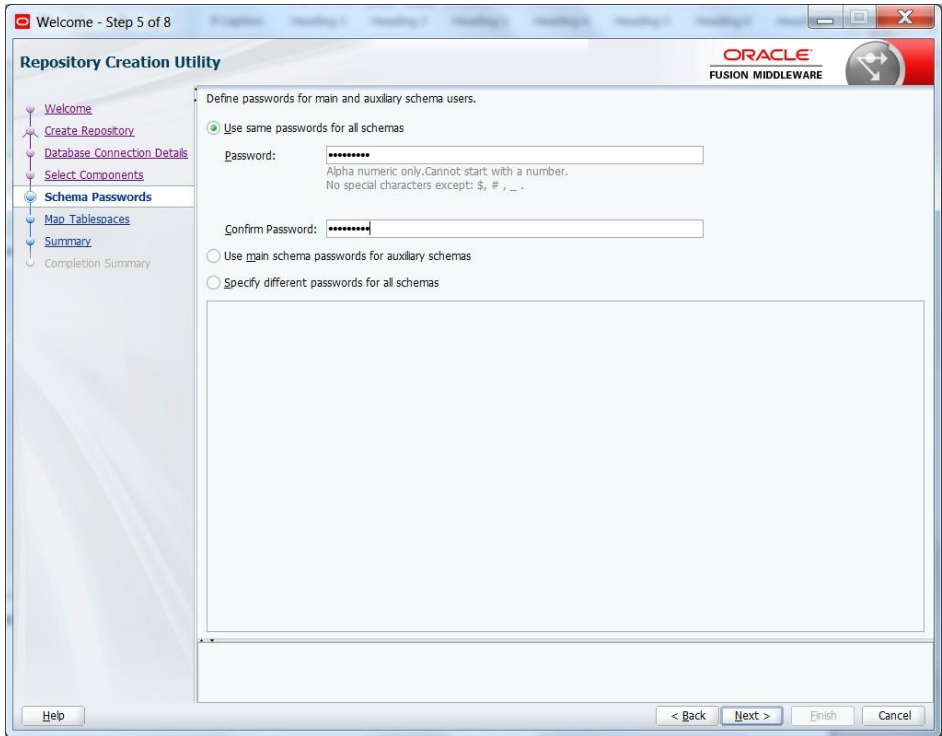 Welcome - Step 5 of 8
Repository Creation Utility
ORACLE
FUSION MIDDLEWARE
Welcome
Create Repository
Database Connection Details
Select Components
Schema Passwords
Map Tablespaces
Summary
Completion Summary
Define passwords for main and auxiliary schema users.
Use same passwords for all schemas
Password: •••••••••
Alpha numeric only.Cannot start with a number.
No special characters except: $, # , _ .
Confirm Password: •••••••••
Use main schema passwords for auxiliary schemas
Specify different passwords for all schemas
Help
< Back Next > Finish Cancel